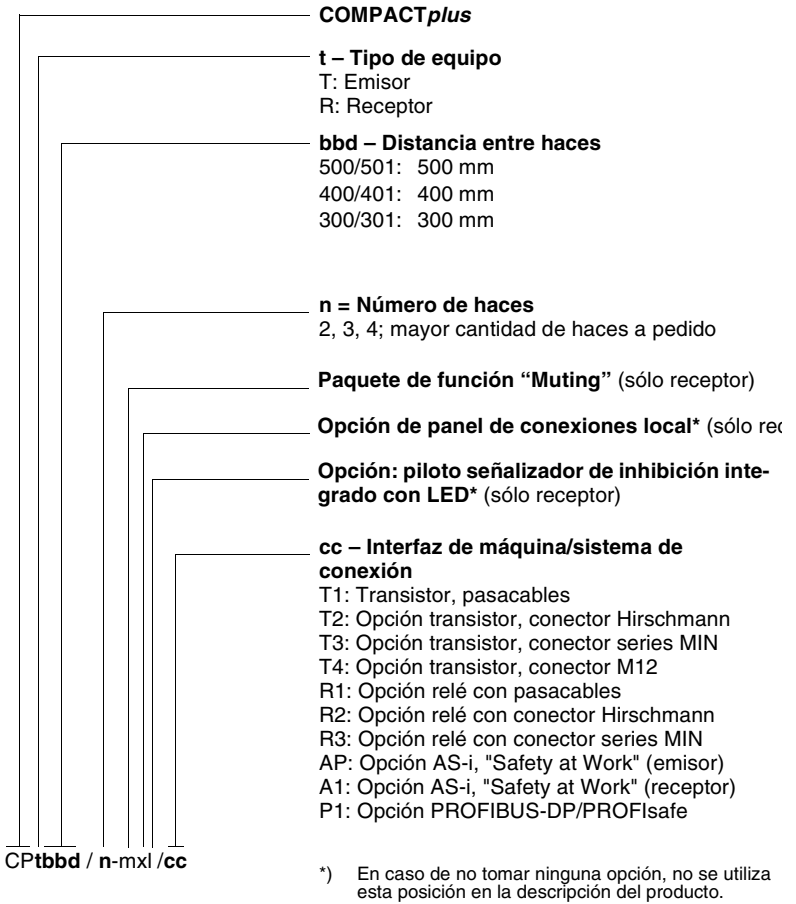 COMPACTplus
t – Tipo de equipo
T: Emisor
R: Receptor
bbd – Distancia entre haces
500/501: 500 mm
400/401: 400 mm
300/301: 300 mm
n = Número de haces
2, 3, 4; mayor cantidad de haces a pedido
Paquete de función “Muting” (sólo receptor)
Opción de panel de conexiones local* (sólo
Opción: piloto señalizador de inhibición inte-
grado con LED* (sólo receptor)
cc – Interfaz de máquina/sistema de
conexión
T1: Transistor, pasacables
T2: Opción transistor, conector Hirschmann
T3: Opción transistor, conector series MIN
T4: Opción transistor, conector M12
R1: Opción relé con pasacables
R2: Opción relé con conector Hirschmann
R3: Opción relé con conector series MIN
AP: Opción AS-i, "Safety at Work" (emisor)
A1: Opción AS-i, "Safety at Work" (receptor)
P1: Opción PROFIBUS-DP/PROFIsafe
CPtbbd / n-mxl /cc
*) En caso de no tomar ninguna opción, no se utiliza
esta posición en la descripción del producto.